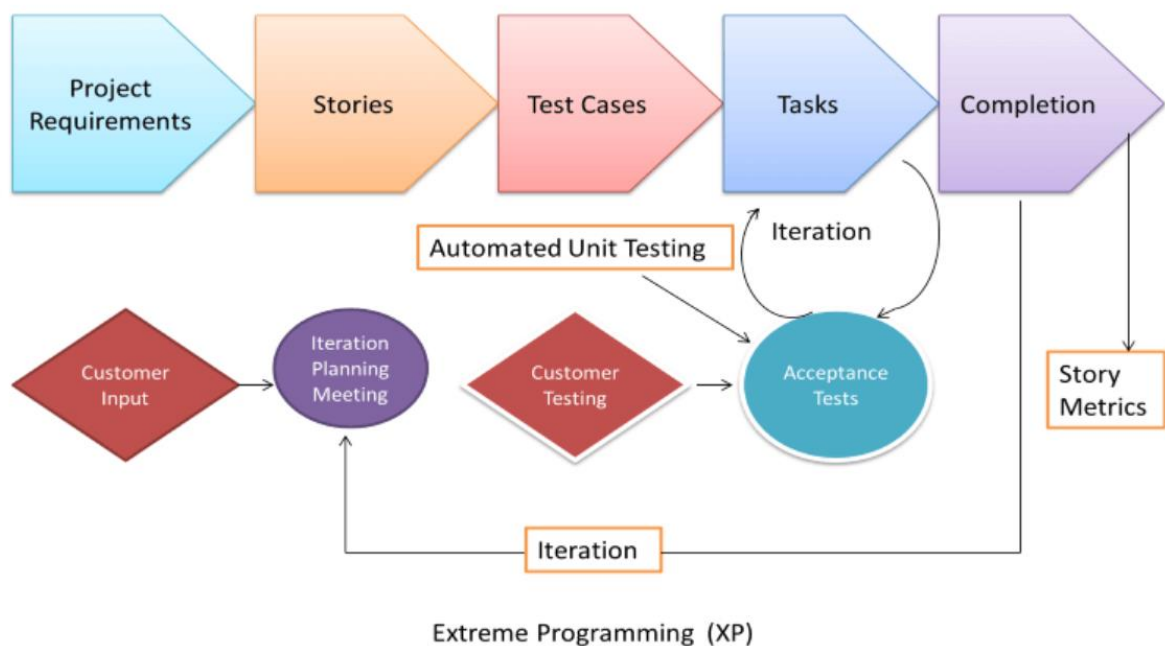 Project
Requirements
Stories
Test Cases
Tasks
Completion
Automated Unit Testing
Iteration
Customer
Input
Iteration
Planning
Meeting
Customer
Testing
Acceptance
Tests
Story
Metrics
Iteration
Extreme Programming (XP)